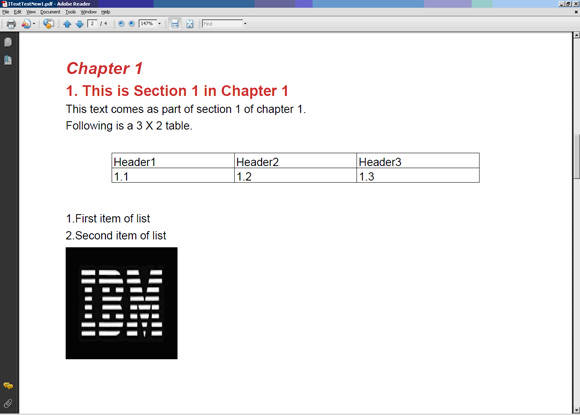 ITextTestNew1.pdf - Adobe Reader
File Edit View Document Tools Window Help
2 / 4 147% Find
Chapter 1
1. This is Section 1 in Chapter 1
This text comes as part of section 1 of chapter 1.
Following is a 3 X 2 table.
Header1 Header2 Header3
1.1 1.2 1.3
1.First item of list
2.Second item of list
IBM